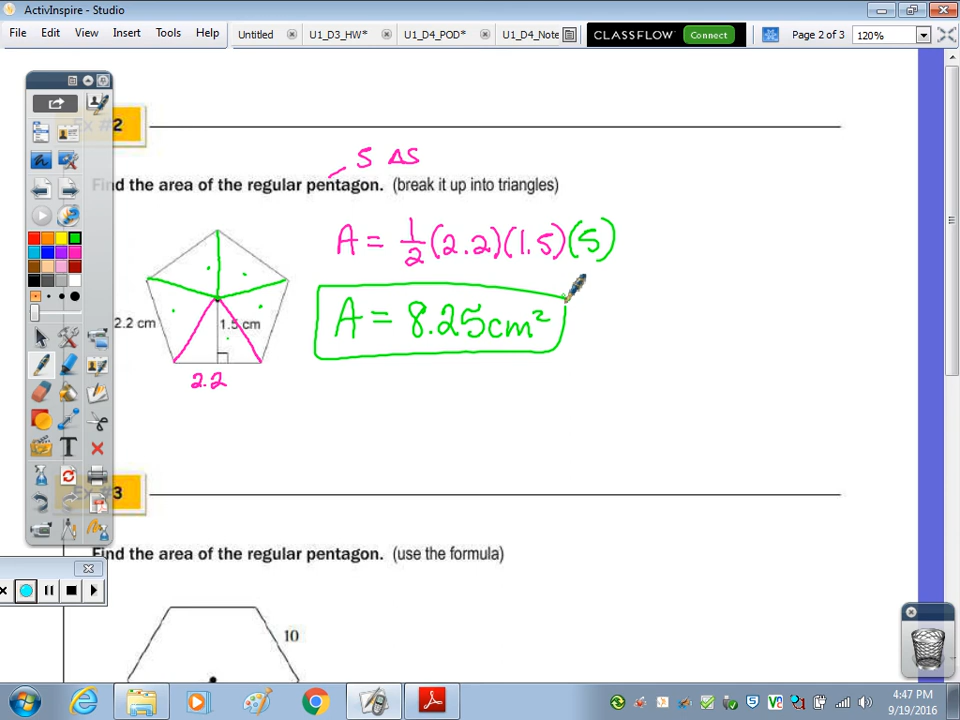 ActivInspire - Studio
File Edit View Insert Tools Help Untitled U1_D3_HW* U1_D4_POD* U1_D4_Note CLASSFLOW Connect Page 2 of 3 120%
Ex #2
5 Δs
Find the area of the regular pentagon. (break it up into triangles)
A = 1/2 (2.2)(1.5)(5)
2.2 cm
1.5 cm
A = 8.25cm²
2.2
Ex #3
Find the area of the regular pentagon. (use the formula)
10
4:47 PM
9/19/2016